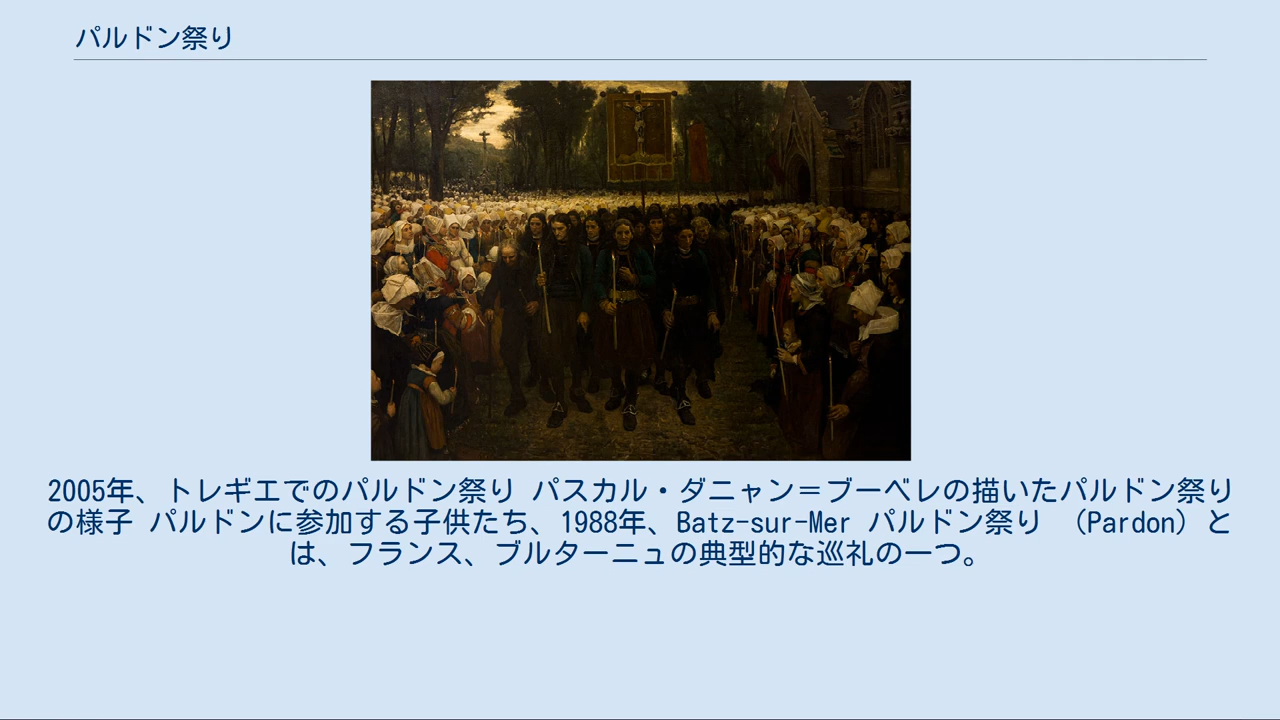 パルドン祭り
2005年、トレギエでのパルドン祭り パスカル・ダニャン＝ブーベレの描いたパルドン祭り
の様子 パルドンに参加する子供たち、1988年、Batz-sur-Mer パルドン祭り （Pardon）と
は、フランス、ブルターニュの典型的な巡礼の一つ。